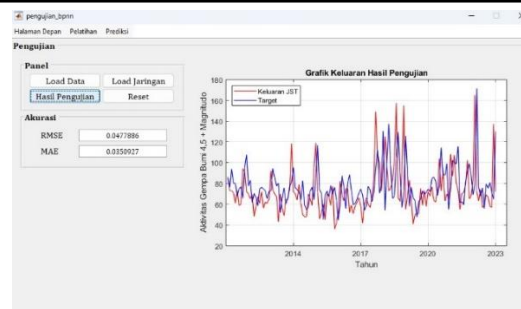 pengujian_bpnn
Halaman Depan Pelatihan Prediksi
Pengujian
Panel
Load Data Load Jaringan
Hasil Pengujian Reset
Akurasi
RMSE 0.0477886
MAE 0.0350927
Grafik Keluaran Hasil Pengujian
Keluaran JST
Target
Aktivitas Gempa Bumi 4,5 + Magnitudo
180
160
140
120
100
80
60
40
20
2014 2017 2020 2023
Tahun